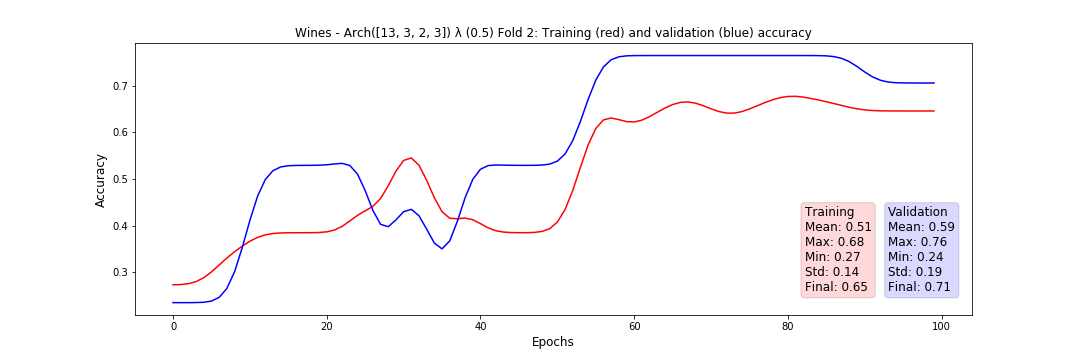 Wines - Arch([13, 3, 2, 3]) λ (0.5) Fold 2: Training (red) and validation (blue) accuracy
Accuracy
0.7
0.6
0.5
0.4
0.3
Training
Mean: 0.51
Max: 0.68
Min: 0.27
Std: 0.14
Final: 0.65
Validation
Mean: 0.59
Max: 0.76
Min: 0.24
Std: 0.19
Final: 0.71
0 20 40 60 80 100
Epochs